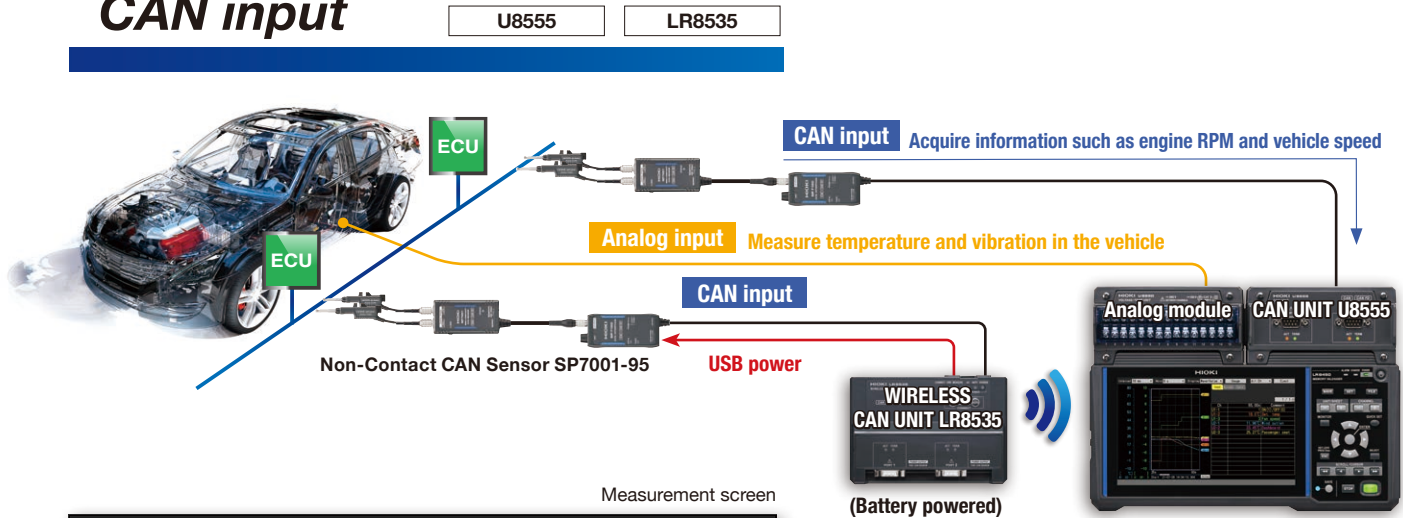 CAN input
U8555
LR8535
ECU
CAN input
Acquire information such as engine RPM and vehicle speed
Analog input
Measure temperature and vibration in the vehicle
ECU
CAN input
Non-Contact CAN Sensor SP7001-95
USB power
Analog module
CAN UNIT U8555
HIOKI
WIRELESS
CAN UNIT LR8535
(Battery powered)
Measurement screen